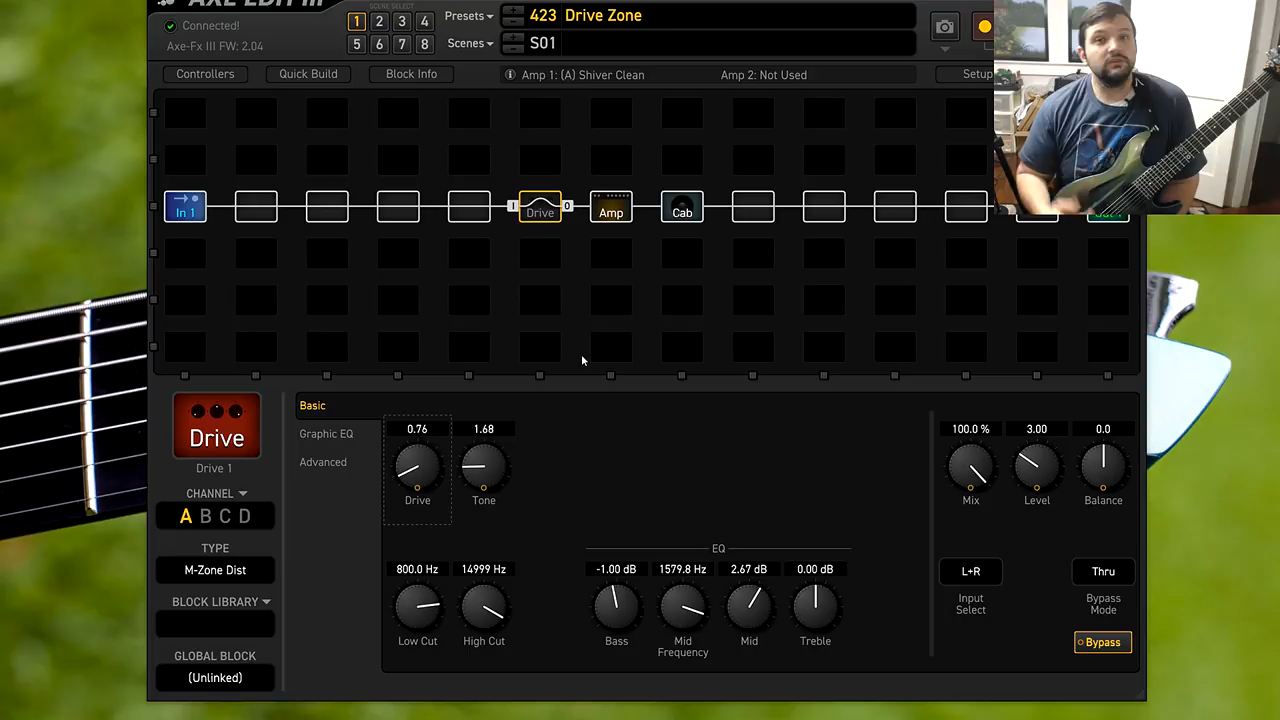 AXE EDIT III
SCENE SELECT
Connected!
Axe-Fx III FW: 2.04
1 2 3 4
5 6 7 8
Presets
423 Drive Zone
Scenes
S01
Controllers
Quick Build
Block Info
Amp 1: (A) Shiver Clean
Amp 2: Not Used
Setup
In 1
I
Drive
O
Amp
Cab
Drive
Drive 1
CHANNEL
A B C D
TYPE
M-Zone Dist
BLOCK LIBRARY
GLOBAL BLOCK
(Unlinked)
Basic
Graphic EQ
Advanced
0.76
1.68
Drive
Tone
100.0 %
3.00
0.0
Mix
Level
Balance
EQ
800.0 Hz
14999 Hz
-1.00 dB
1579.8 Hz
2.67 dB
0.00 dB
Low Cut
High Cut
Bass
Mid
Frequency
Mid
Treble
L+R
Thru
Input
Select
Bypass
Mode
Bypass